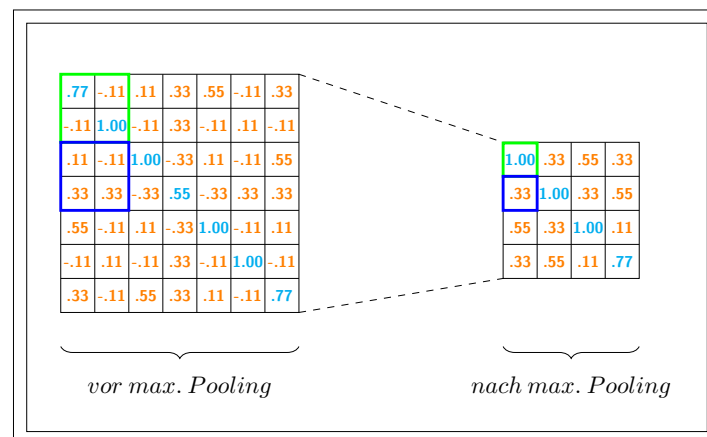 .77 -.11 .11 .33 .55 -.11 .33
-.11 1.00 -.11 .33 -.11 .11 -.11
.11 -.11 1.00 -.33 .11 -.11 .55
.33 .33 -.33 .55 -.33 .33 .33
.55 -.11 .11 -.33 1.00 -.11 .11
-.11 .11 -.11 .33 -.11 1.00 -.11
.33 -.11 .55 .33 .11 -.11 .77
vor max. Pooling
1.00 .33 .55 .33
.33 1.00 .33 .55
.55 .33 1.00 .11
.33 .55 .11 .77
nach max. Pooling